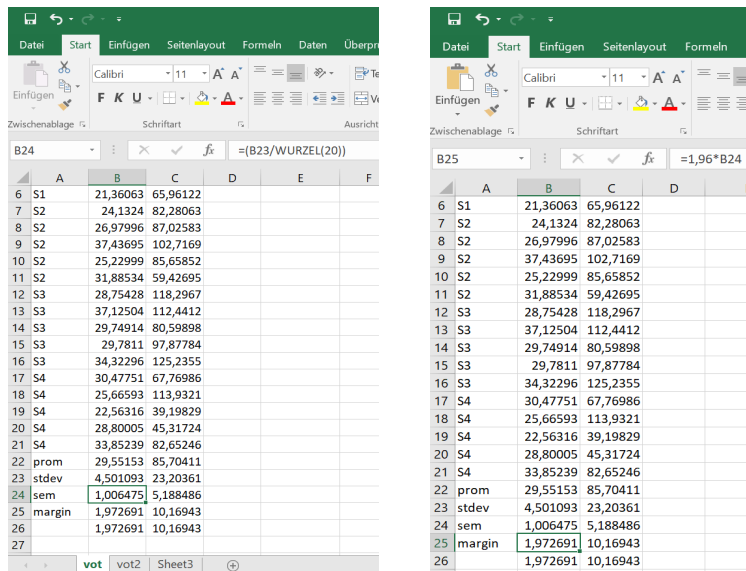 Datei Start Einfügen Seitenlayout Formeln Daten Überpr
Calibri 11 A A Te
Einfügen F K U A V
Zwischenablage Schriftart Ausricht
B24 fx =(B23/WURZEL(20))
A B C D E F
6 S1 21,36063 65,96122
7 S2 24,1324 82,28063
8 S2 26,97996 87,02583
9 S2 37,43695 102,7169
10 S2 25,22999 85,65852
11 S2 31,88534 59,42695
12 S3 28,75428 118,2967
13 S3 37,12504 112,4412
14 S3 29,74914 80,59898
15 S3 29,7811 97,87784
16 S3 34,32296 125,2355
17 S4 30,47751 67,76986
18 S4 25,66593 113,9321
19 S4 22,56316 39,19829
20 S4 28,80005 45,31724
21 S4 33,85239 82,65246
22 prom 29,55153 85,70411
23 stdev 4,501093 23,20361
24 sem 1,006475 5,188486
25 margin 1,972691 10,16943
26 1,972691 10,16943
27
vot vot2 Sheet3
Datei Start Einfügen Seitenlayout Formeln
Calibri 11 A A
Einfügen F K U A
Zwischenablage Schriftart
B25 fx =1,96*B24
A B C D
6 S1 21,36063 65,96122
7 S2 24,1324 82,28063
8 S2 26,97996 87,02583
9 S2 37,43695 102,7169
10 S2 25,22999 85,65852
11 S2 31,88534 59,42695
12 S3 28,75428 118,2967
13 S3 37,12504 112,4412
14 S3 29,74914 80,59898
15 S3 29,7811 97,87784
16 S3 34,32296 125,2355
17 S4 30,47751 67,76986
18 S4 25,66593 113,9321
19 S4 22,56316 39,19829
20 S4 28,80005 45,31724
21 S4 33,85239 82,65246
22 prom 29,55153 85,70411
23 stdev 4,501093 23,20361
24 sem 1,006475 5,188486
25 margin 1,972691 10,16943
26 1,972691 10,16943